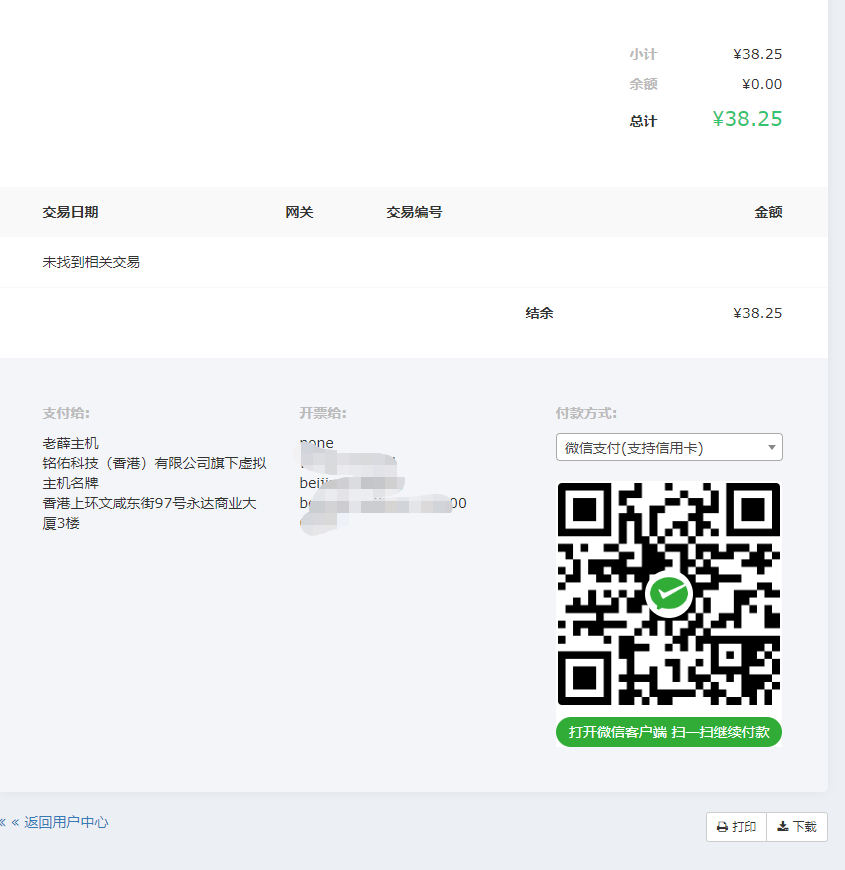 小计 ¥38.25
余额 ¥0.00
总计 ¥38.25
交易日期 网关 交易编号 金额
未找到相关交易
结余 ¥38.25
支付给:
老薛主机
铭佑科技（香港）有限公司旗下虚拟
主机名牌
香港上环文咸东街97号永达商业大
厦3楼
开票给:
none
00
付款方式:
微信支付(支持信用卡)
打开微信客户端 扫一扫继续付款
« « 返回用户中心
打印 下载